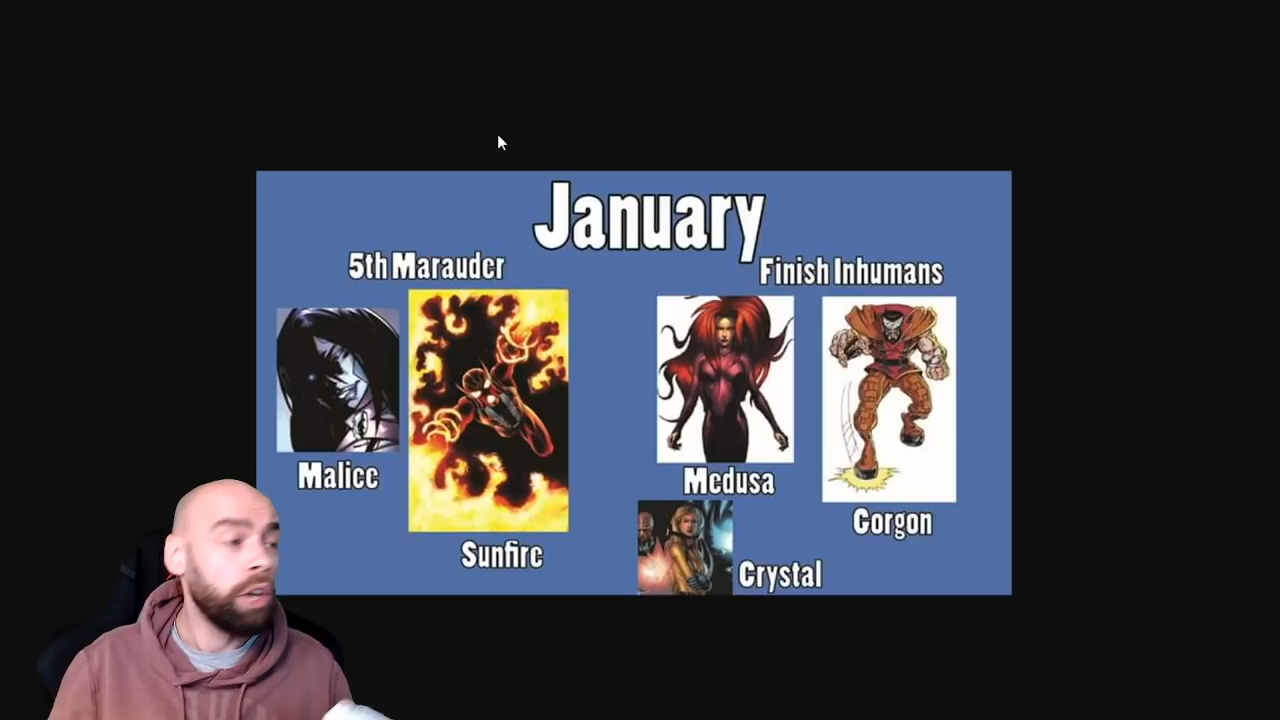 January
5th Marauder
Finish Inhumans
Malice
Sunfire
Medusa
Gorgon
Crystal